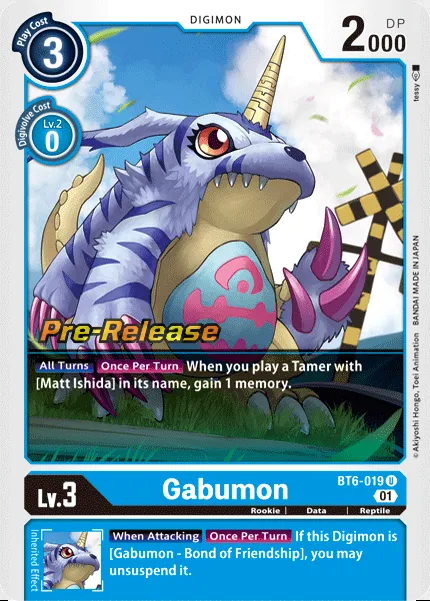 DIGIMON
Play Cost
3
DP
2000
Digivolve Cost
Lv.2
0
tessy
Pre-Release
All Turns Once Per Turn When you play a Tamer with
[Matt Ishida] in its name, gain 1 memory.
© Akiyoshi Hongo, Toei Animation BANDAI MADE IN JAPAN
BT6-019 U
Lv.3
Gabumon
01
Rookie | Data | Reptile
Inherited Effect
When Attacking Once Per Turn If this Digimon is
[Gabumon - Bond of Friendship], you may
unsuspend it.